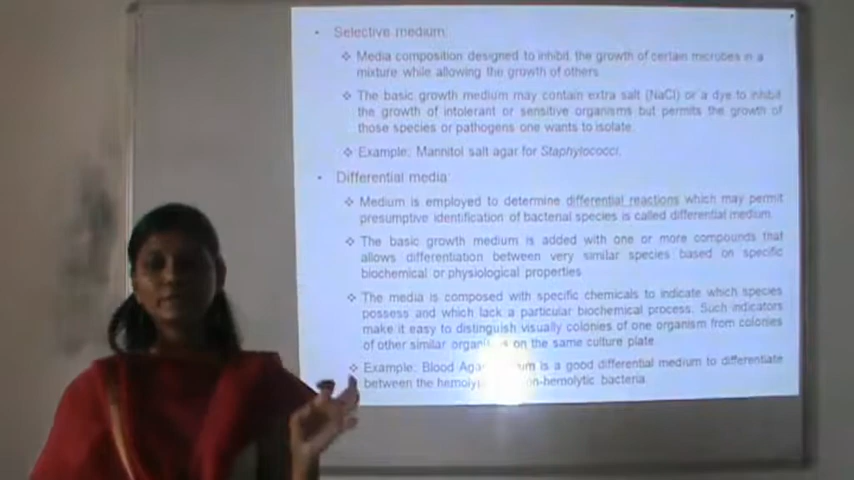 • Selective medium:
❖ Media composition designed to inhibit the growth of certain microbes in a
mixture while allowing the growth of others
❖ The basic growth medium may contain extra salt (NaCl) or a dye to inhibit
the growth of intolerant or sensitive organisms but permits the growth of
those species or pathogens one wants to isolate.
❖ Example: Mannitol salt agar for Staphylococci.
• Differential media:
❖ Medium is employed to determine differential reactions which may permit
presumptive identification of bacterial species is called differential medium.
❖ The basic growth medium is added with one or more compounds that
allows differentiation between very similar species based on specific
biochemical or physiological properties
❖ The media is composed with specific chemicals to indicate which species
possess and which lack a particular biochemical process. Such indicators
make it easy to distinguish visually colonies of one organism from colonies
of other similar on the same culture plate.
❖ Example: Blood is a good differential medium to differentiate
between the bacteria.